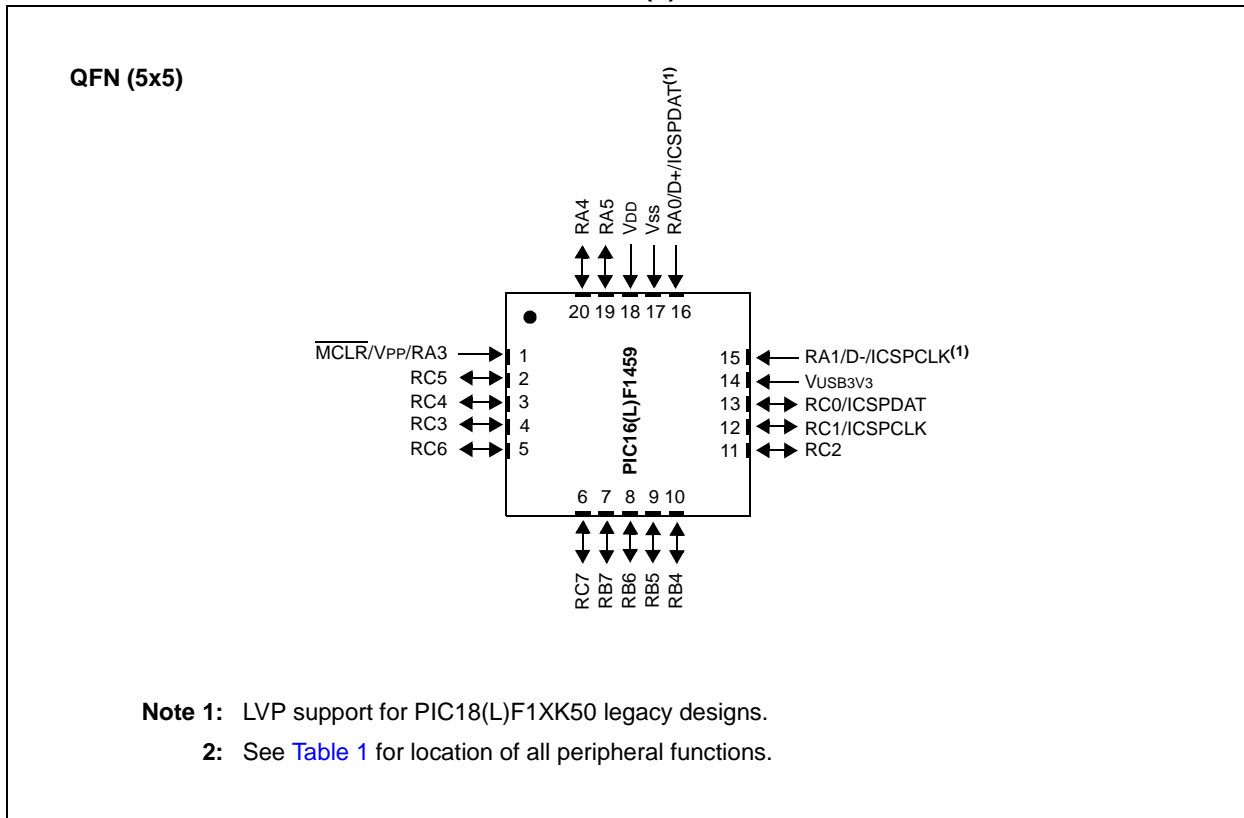 QFN (5x5)
RA4
RA5
VDD
VSS
RA0/D+/ICSPDAT(1)
20 19 18 17 16
MCLR/VPP/RA3
1
RC5
2
RC4
3
RC3
4
RC6
5
PIC16(L)F1459
15
RA1/D-/ICSPCLK(1)
14
VUSB3V3
13
RC0/ICSPDAT
12
RC1/ICSPCLK
11
RC2
6 7 8 9 10
RC7
RB7
RB6
RB5
RB4
Note 1: LVP support for PIC18(L)F1XK50 legacy designs.
2: See Table 1 for location of all peripheral functions.